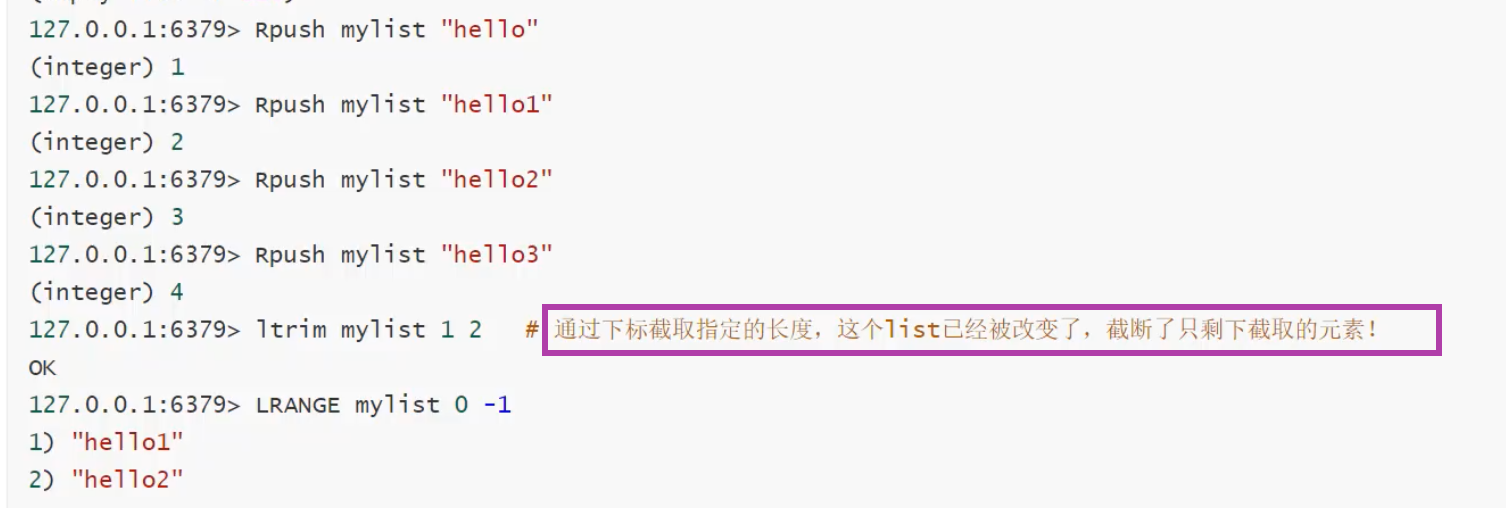 127.0.0.1:6379> Rpush mylist "hello"
(integer) 1
127.0.0.1:6379> Rpush mylist "hello1"
(integer) 2
127.0.0.1:6379> Rpush mylist "hello2"
(integer) 3
127.0.0.1:6379> Rpush mylist "hello3"
(integer) 4
127.0.0.1:6379> ltrim mylist 1 2 # 通过下标截取指定的长度，这个list已经被改变了，截断了只剩下截取的元素！
OK
127.0.0.1:6379> LRANGE mylist 0 -1
1) "hello1"
2) "hello2"